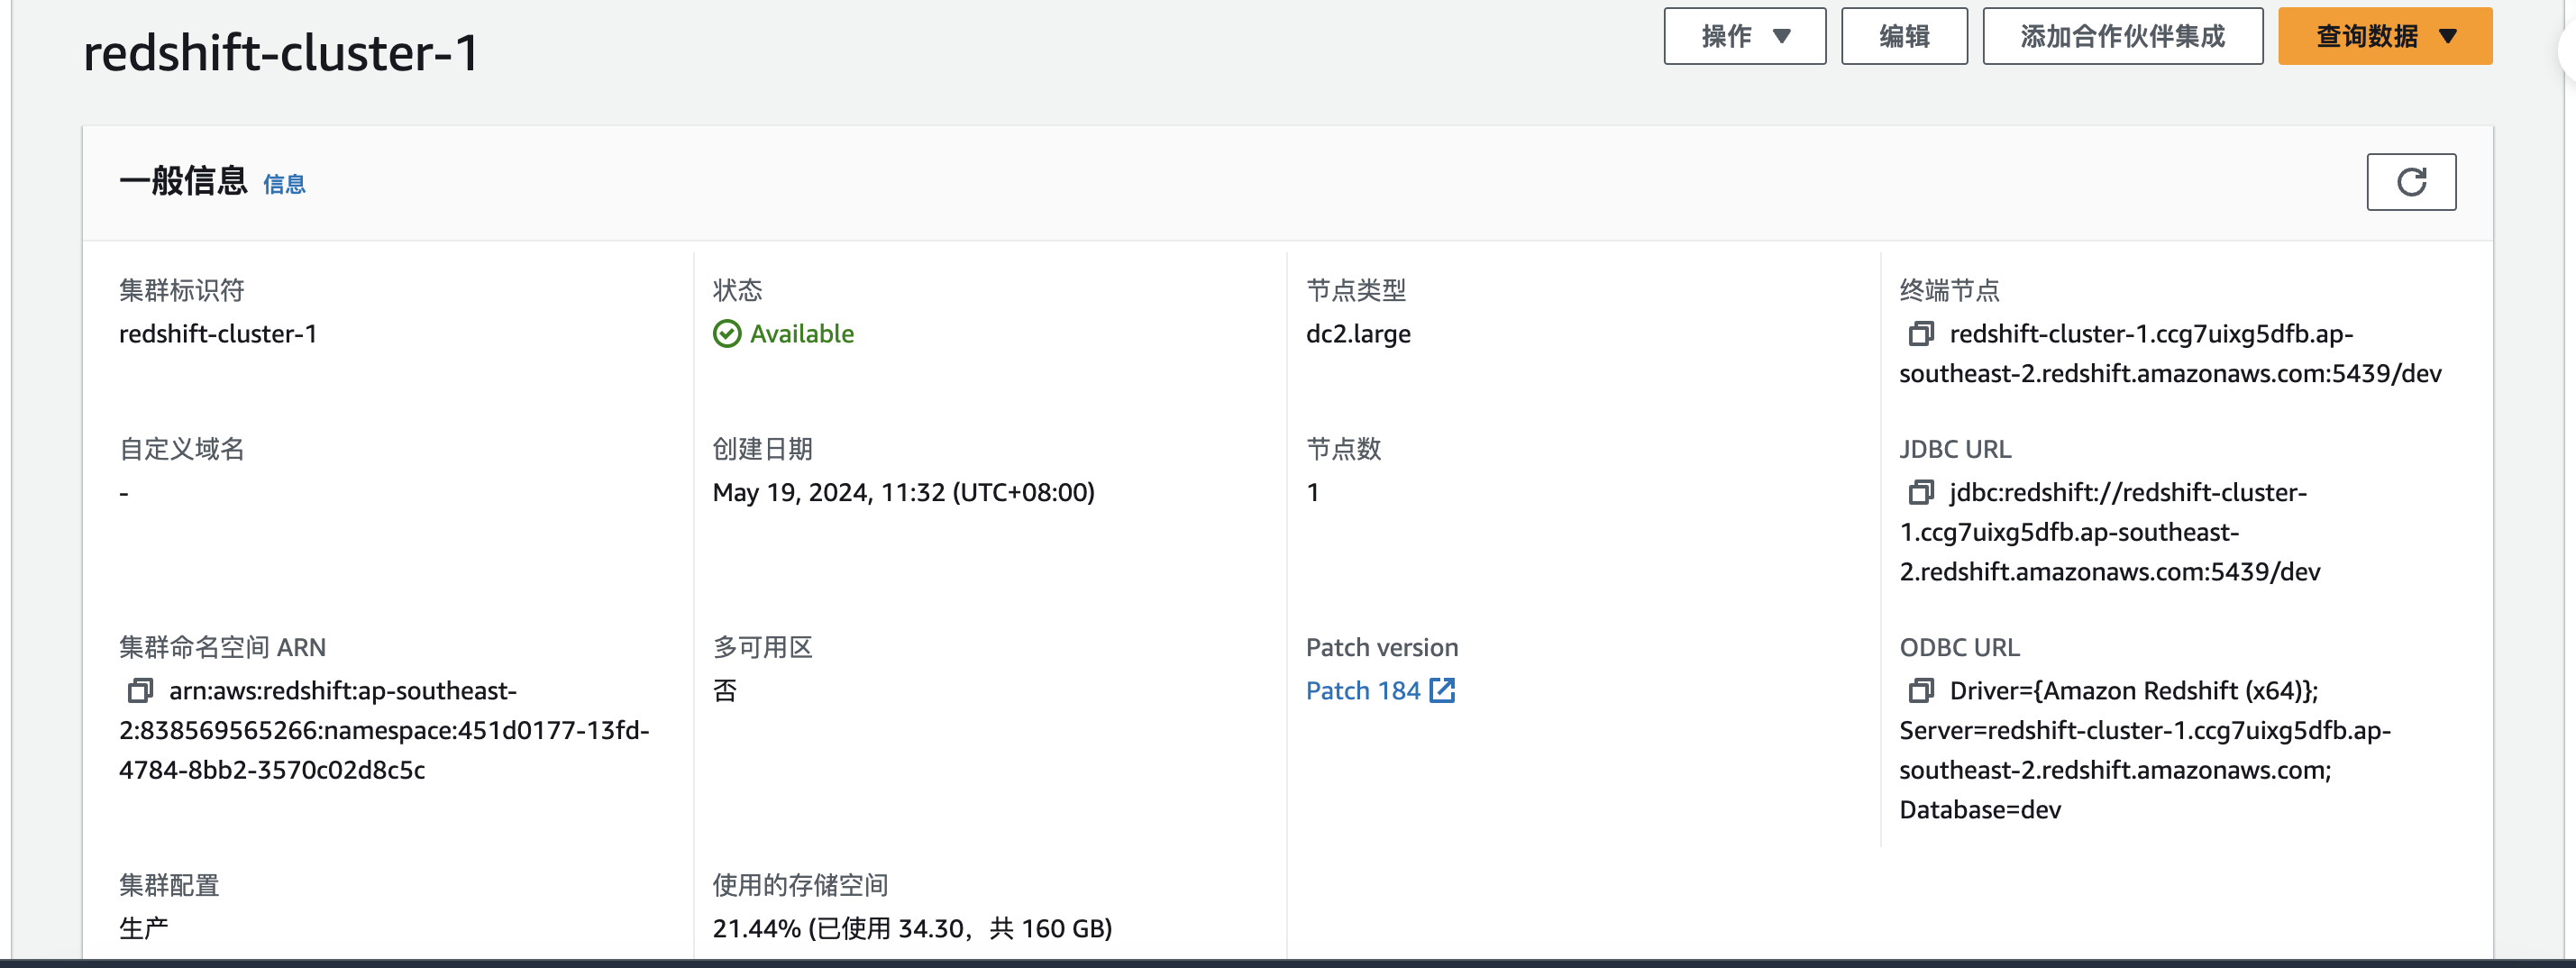 redshift-cluster-1
操作
编辑
添加合作伙伴集成
查询数据
一般信息 信息
集群标识符
redshift-cluster-1
状态
Available
节点类型
dc2.large
终端节点
redshift-cluster-1.ccg7uixg5dfb.ap-
southeast-2.redshift.amazonaws.com:5439/dev
自定义域名
-
创建日期
May 19, 2024, 11:32 (UTC+08:00)
节点数
1
JDBC URL
jdbc:redshift://redshift-cluster-
1.ccg7uixg5dfb.ap-southeast-
2.redshift.amazonaws.com:5439/dev
集群命名空间 ARN
arn:aws:redshift:ap-southeast-
2:838569565266:namespace:451d0177-13fd-
4784-8bb2-3570c02d8c5c
多可用区
否
Patch version
Patch 184
ODBC URL
Driver={Amazon Redshift (x64)};
Server=redshift-cluster-1.ccg7uixg5dfb.ap-
southeast-2.redshift.amazonaws.com;
Database=dev
集群配置
生产
使用的存储空间
21.44% (已使用 34.30，共 160 GB)